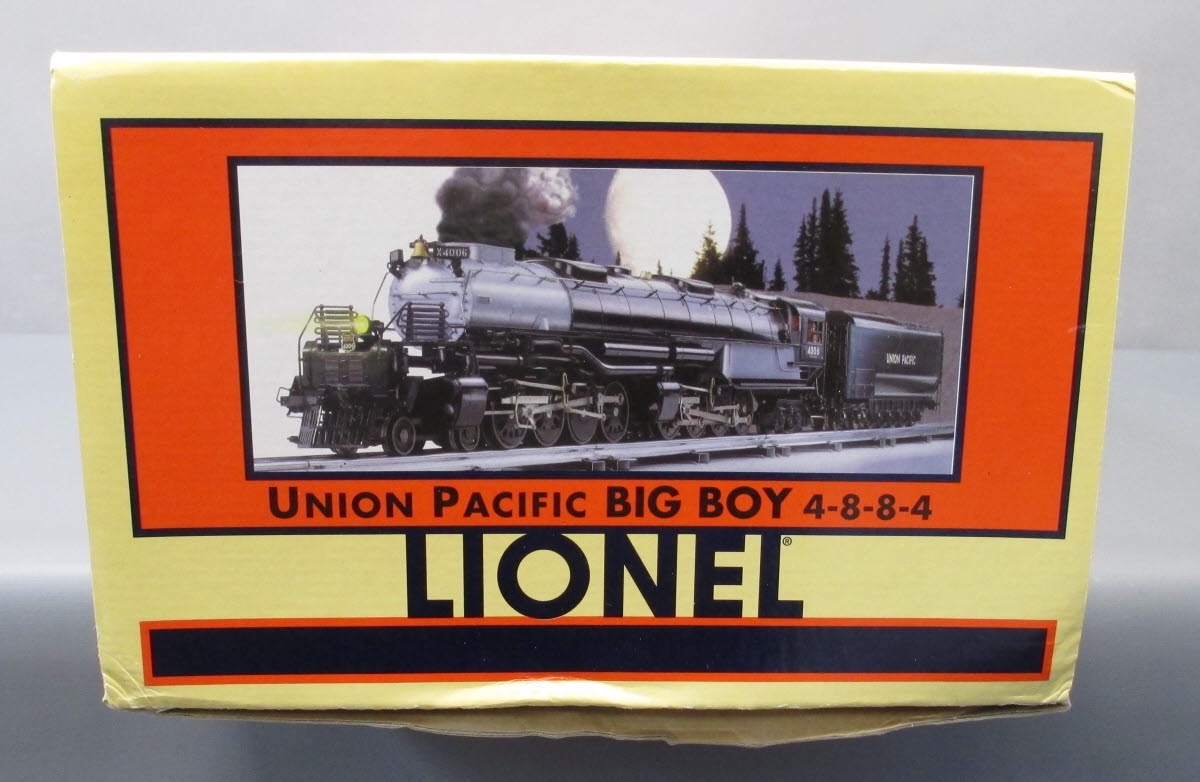 X4006
4006
UNION PACIFIC
UNION PACIFIC BIG BOY 4-8-8-4
LIONEL®